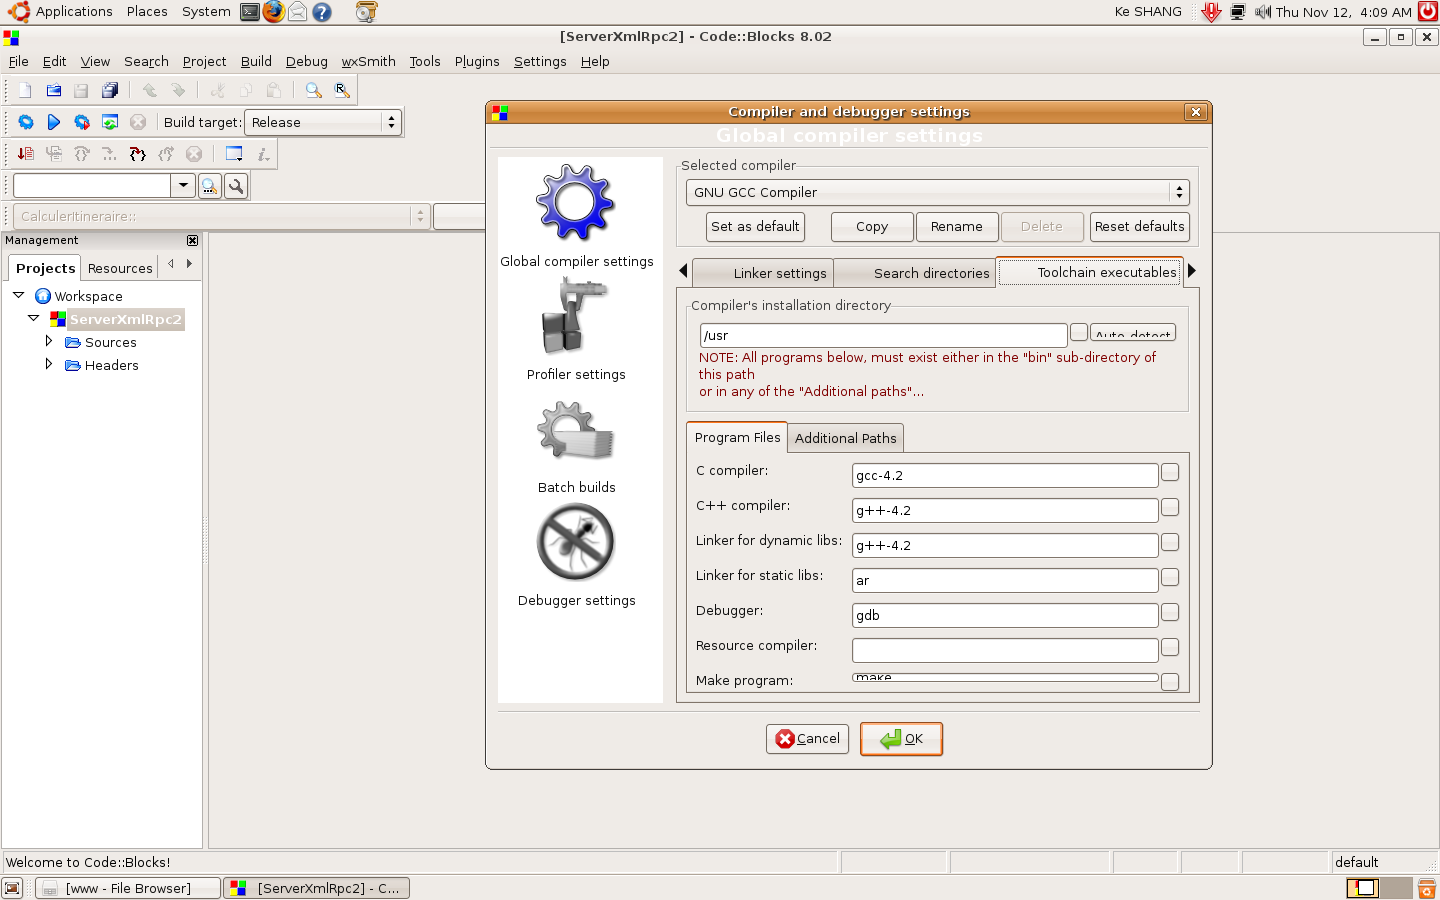 Applications Places System Ke SHANG Thu Nov 12, 4:09 AM
[ServerXmlRpc2] - Code::Blocks 8.02
File Edit View Search Project Build Debug wxSmith Tools Plugins Settings Help
Build target: Release
CalculerItineraire::
Management
Projects Resources
Workspace
ServerXmlRpc2
Sources
Headers
Compiler and debugger settings
Global compiler settings
Global compiler settings
Profiler settings
Batch builds
Debugger settings
Selected compiler
GNU GCC Compiler
Set as default Copy Rename Delete Reset defaults
Linker settings Search directories Toolchain executables
Compiler's installation directory
/usr Auto-detect
NOTE: All programs below, must exist either in the "bin" sub-directory of
this path
or in any of the "Additional paths"...
Program Files Additional Paths
C compiler: gcc-4.2
C++ compiler: g++-4.2
Linker for dynamic libs: g++-4.2
Linker for static libs: ar
Debugger: gdb
Resource compiler:
Make program: make
Cancel OK
Welcome to Code::Blocks! default
[www - File Browser] [ServerXmlRpc2] - C...